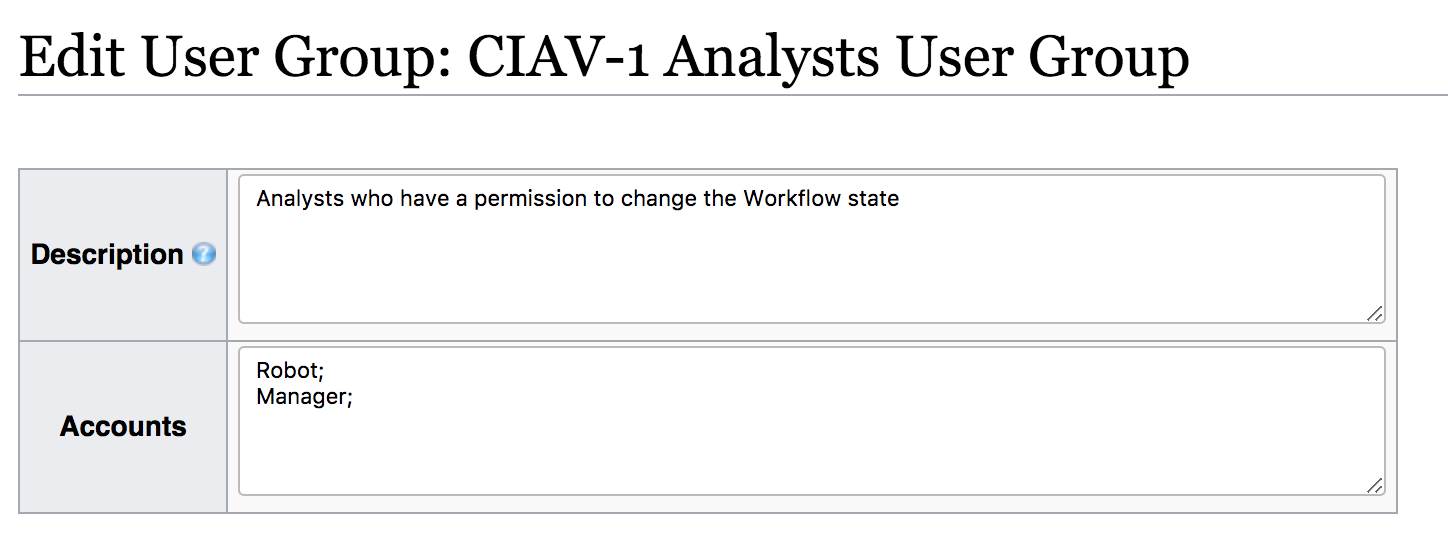 Edit User Group: CIAV-1 Analysts User Group
Description ?
Analysts who have a permission to change the Workflow state
Accounts
Robot;
Manager;